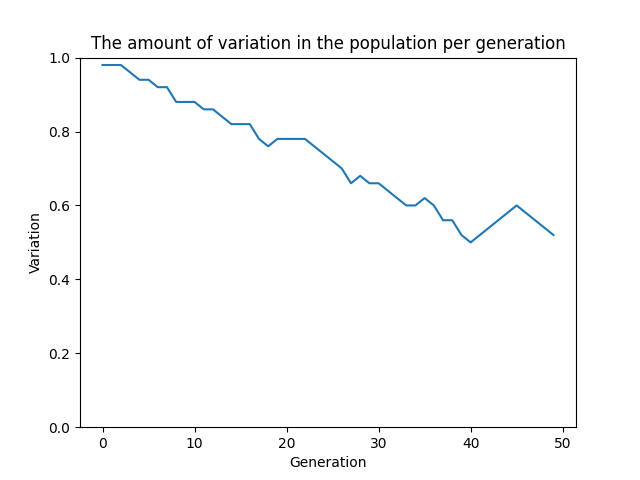 The amount of variation in the population per generation
1.0
0.8
0.6
0.4
0.2
0.0
Variation
0 10 20 30 40 50
Generation